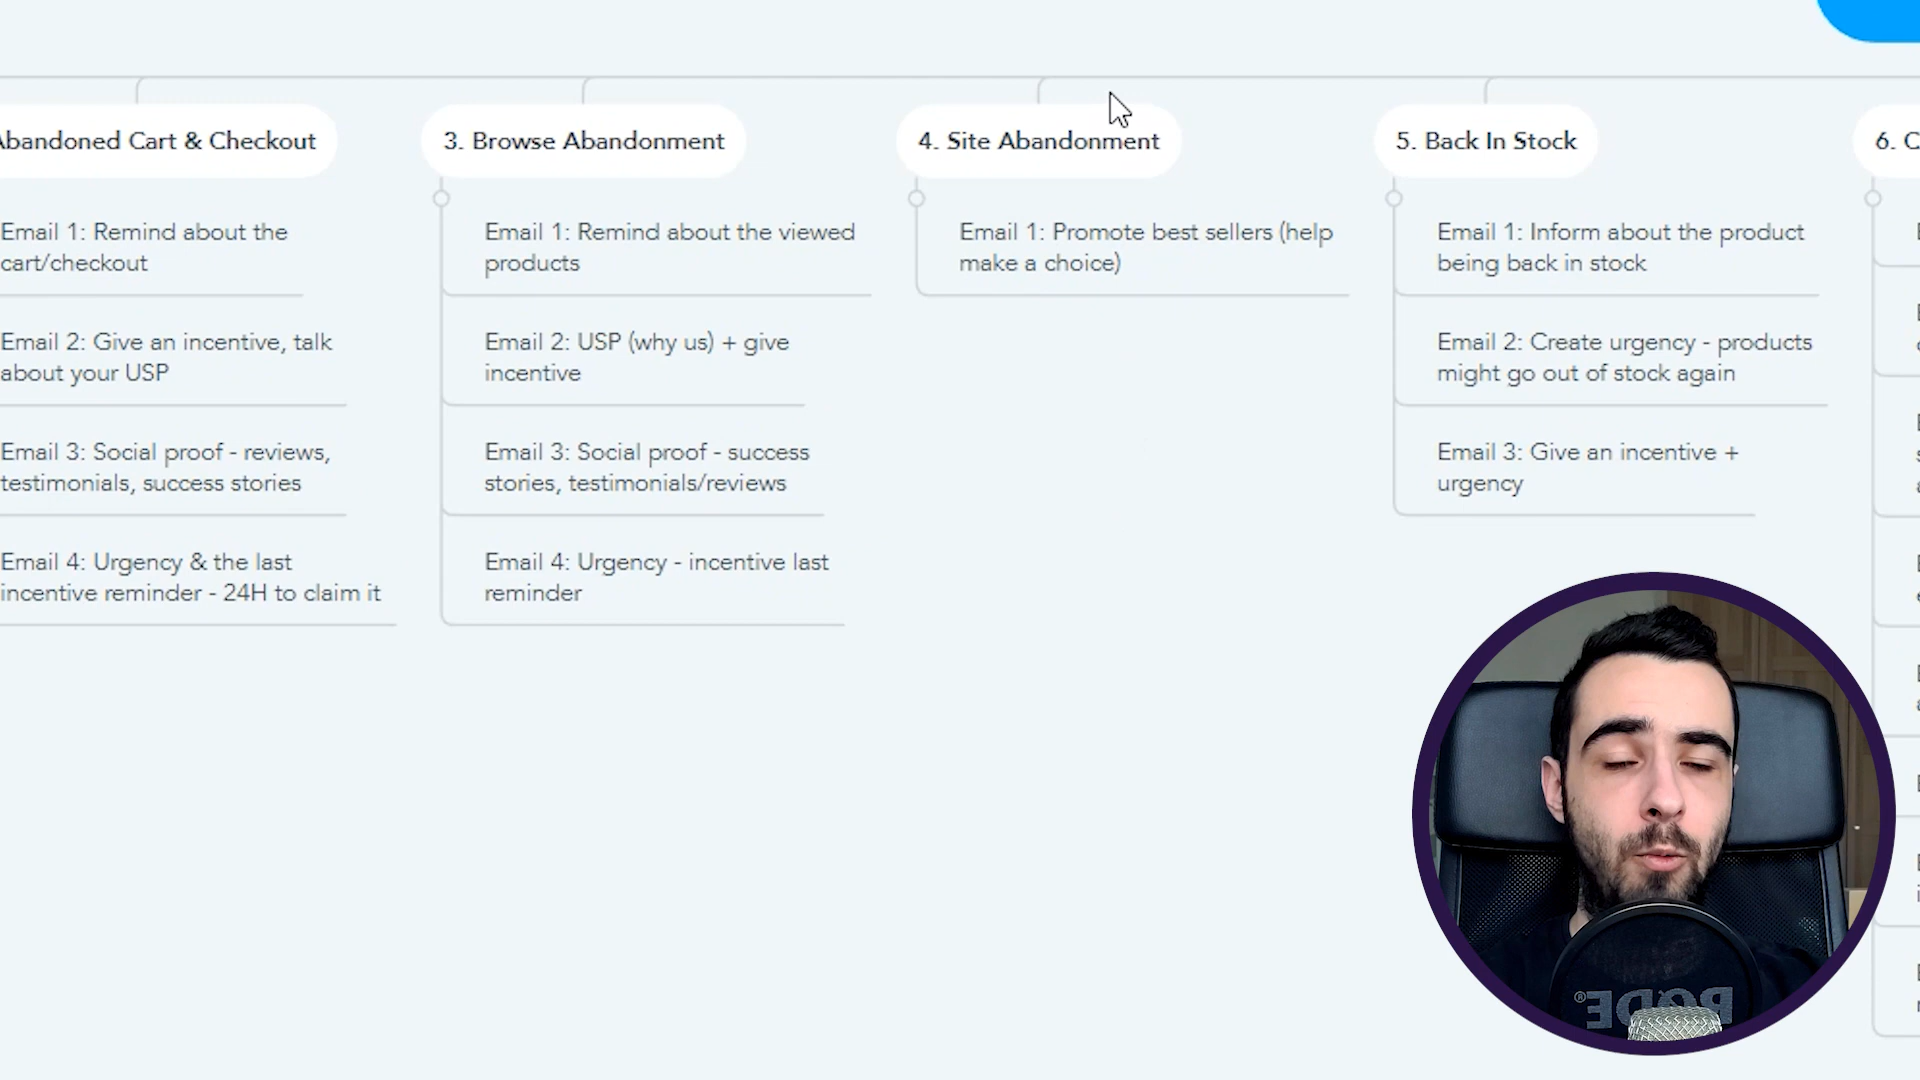 Abandoned Cart & Checkout
Email 1: Remind about the
cart/checkout
Email 2: Give an incentive, talk
about your USP
Email 3: Social proof - reviews,
testimonials, success stories
Email 4: Urgency & the last
incentive reminder - 24H to claim it
3. Browse Abandonment
Email 1: Remind about the viewed
products
Email 2: USP (why us) + give
incentive
Email 3: Social proof - success
stories, testimonials/reviews
Email 4: Urgency - incentive last
reminder
4. Site Abandonment
Email 1: Promote best sellers (help
make a choice)
5. Back In Stock
Email 1: Inform about the product
being back in stock
Email 2: Create urgency - products
might go out of stock again
Email 3: Give an incentive +
urgency
6. C
RØDE®